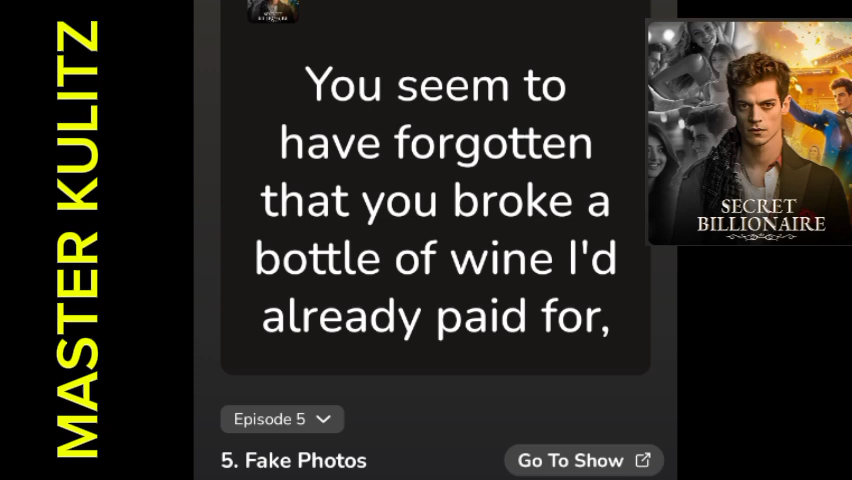 MASTER KULITZ
You seem to
have forgotten
that you broke a
bottle of wine I'd
already paid for,
Episode 5
5. Fake Photos
Go To Show
SECRET
BILLIONAIRE